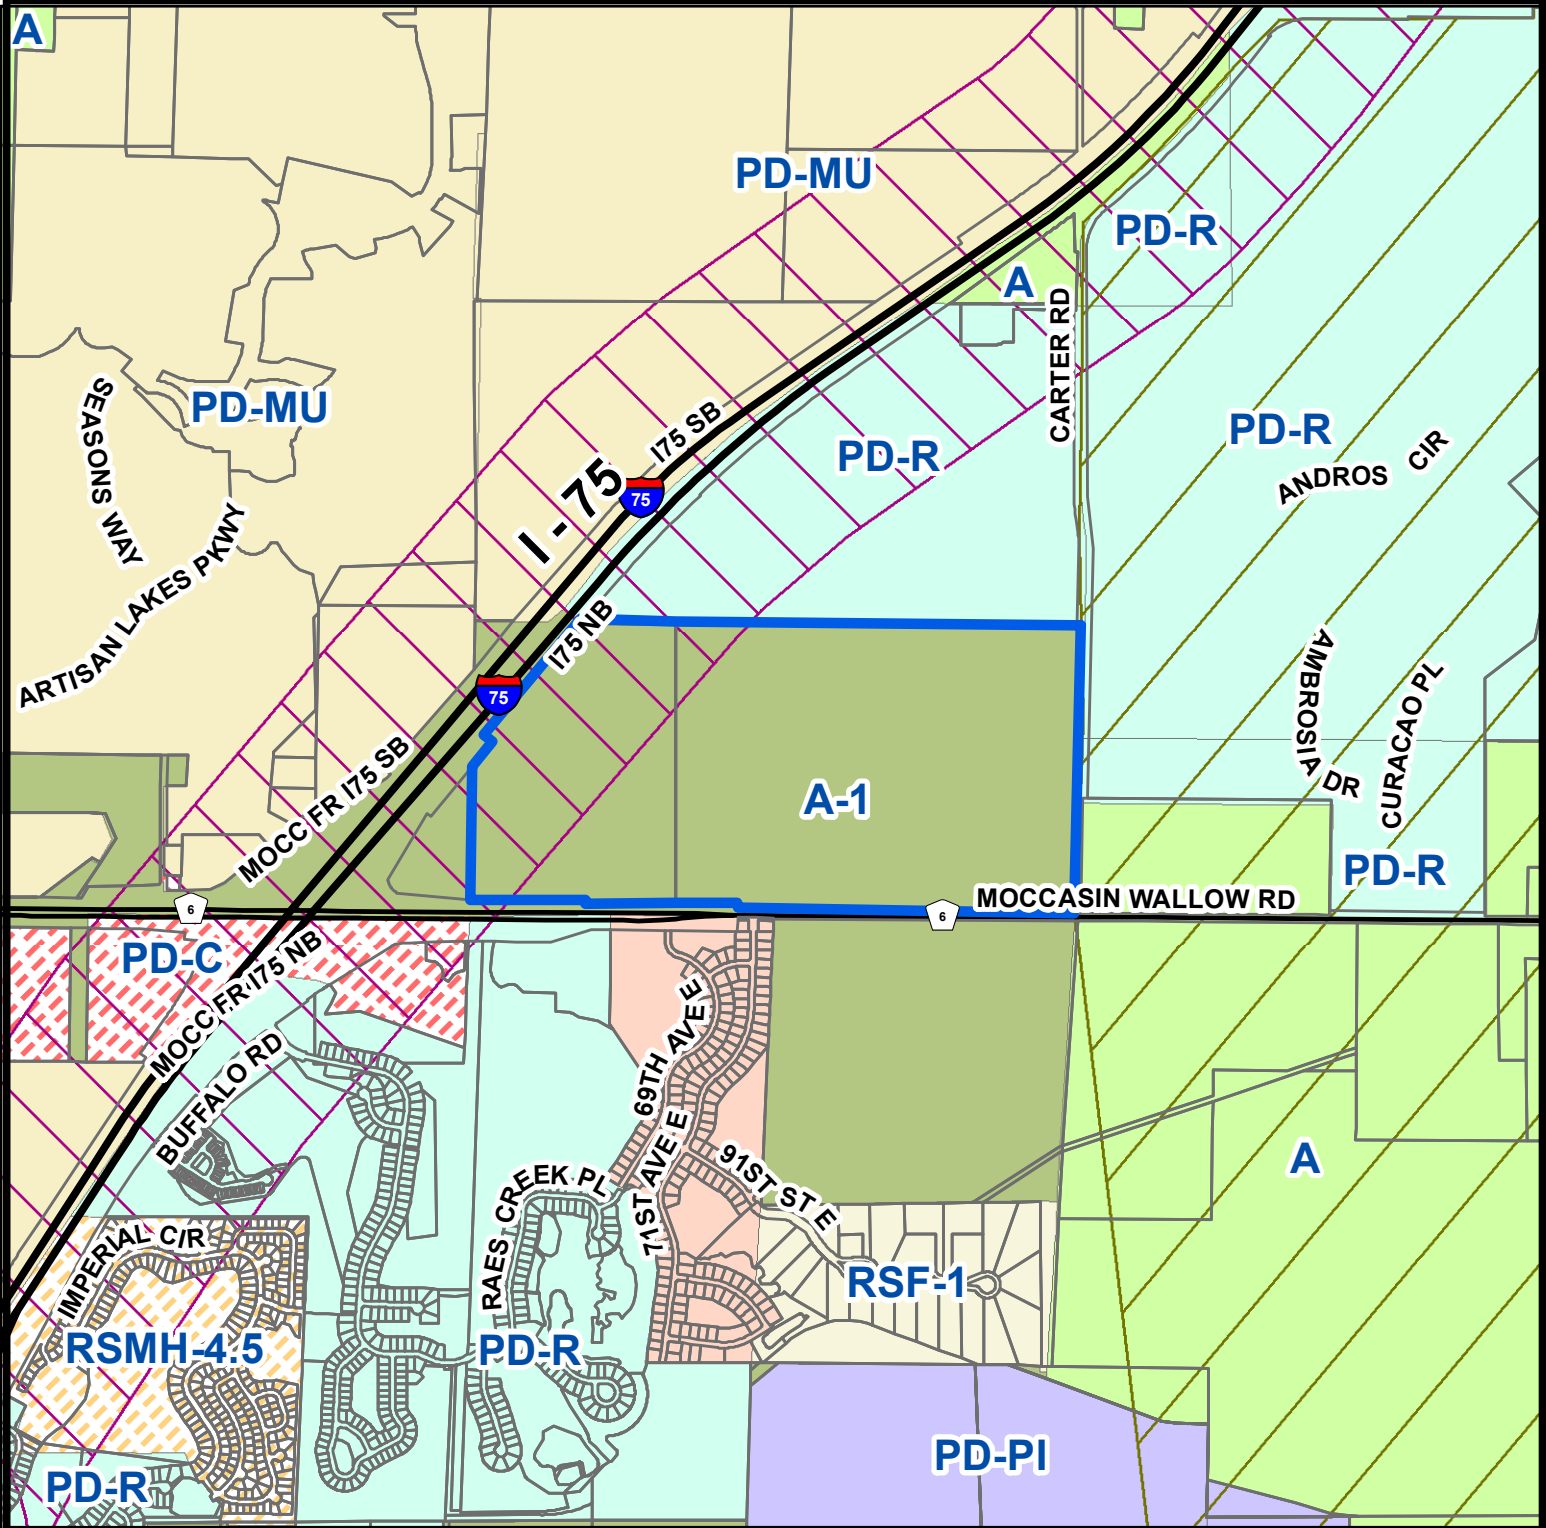 A
PD-MU
PD-R
A
CARTER RD
PD-MU
SEASONS WAY
I75 SB
PD-R
PD-R
ANDROS CIR
I - 75
75
ARTISAN LAKES PKWY
I75 NB
75
AMBROSIA DR
CURACAO PL
MOCC FR I75 SB
A-1
PD-R
MOCCASIN WALLOW RD
6
6
PD-C
MOCC FR I75 NB
BUFFALO RD
69TH AVE E
71ST AVE E
91ST ST E
RAES CREEK PL
A
IMPERIAL CIR
RSF-1
RSMH-4.5
PD-R
PD-PI
PD-R